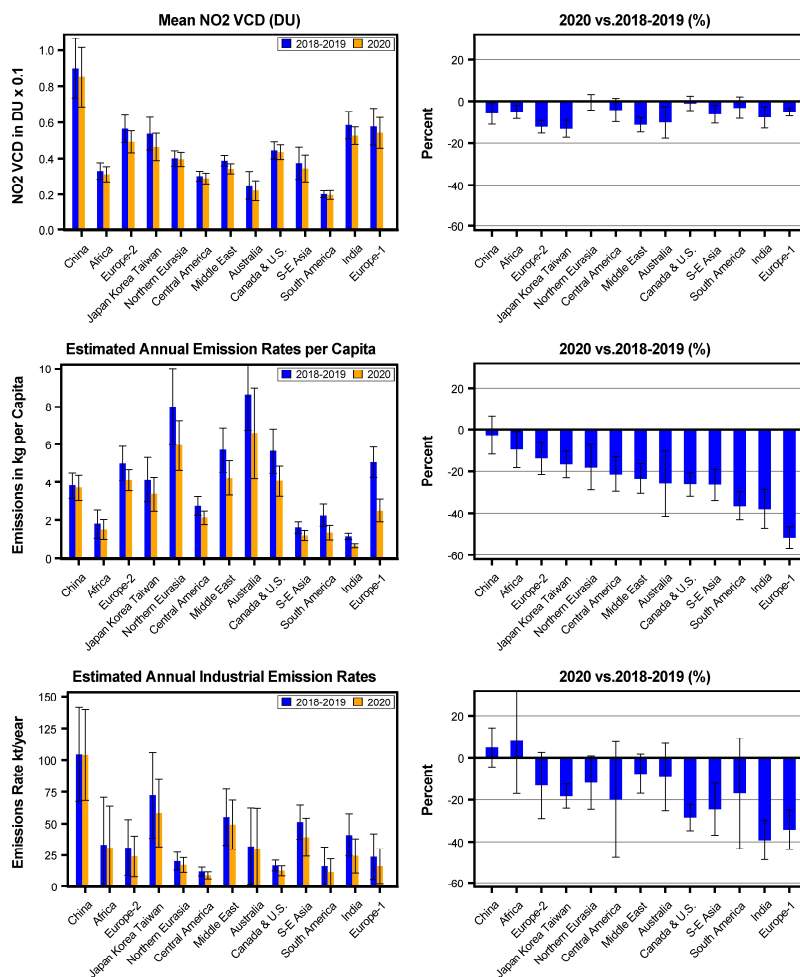 Mean NO2 VCD (DU)
NO2 VCD in DU x 0.1
1.0
0.8
0.6
0.4
0.2
0.0
2018-2019 2020
China Africa Europe-2 Japan Korea Taiwan Northern Eurasia Central America Middle East Australia Canada & U.S. S-E Asia South America India Europe-1
2020 vs.2018-2019 (%)
Percent
20
0
-20
-40
-60
China Africa Europe-2 Japan Korea Taiwan Northern Eurasia Central America Middle East Australia Canada & U.S. S-E Asia South America India Europe-1
Estimated Annual Emission Rates per Capita
Emissions in kg per Capita
10
8
6
4
2
0
2018-2019 2020
China Africa Europe-2 Japan Korea Taiwan Northern Eurasia Central America Middle East Australia Canada & U.S. S-E Asia South America India Europe-1
2020 vs.2018-2019 (%)
Percent
20
0
-20
-40
-60
China Africa Europe-2 Japan Korea Taiwan Northern Eurasia Central America Middle East Australia Canada & U.S. S-E Asia South America India Europe-1
Estimated Annual Industrial Emission Rates
Emissions Rate kt/year
150
125
100
75
50
25
0
2018-2019 2020
China Africa Europe-2 Japan Korea Taiwan Northern Eurasia Central America Middle East Australia Canada & U.S. S-E Asia South America India Europe-1
2020 vs.2018-2019 (%)
Percent
20
0
-20
-40
-60
China Africa Europe-2 Japan Korea Taiwan Northern Eurasia Central America Middle East Australia Canada & U.S. S-E Asia South America India Europe-1